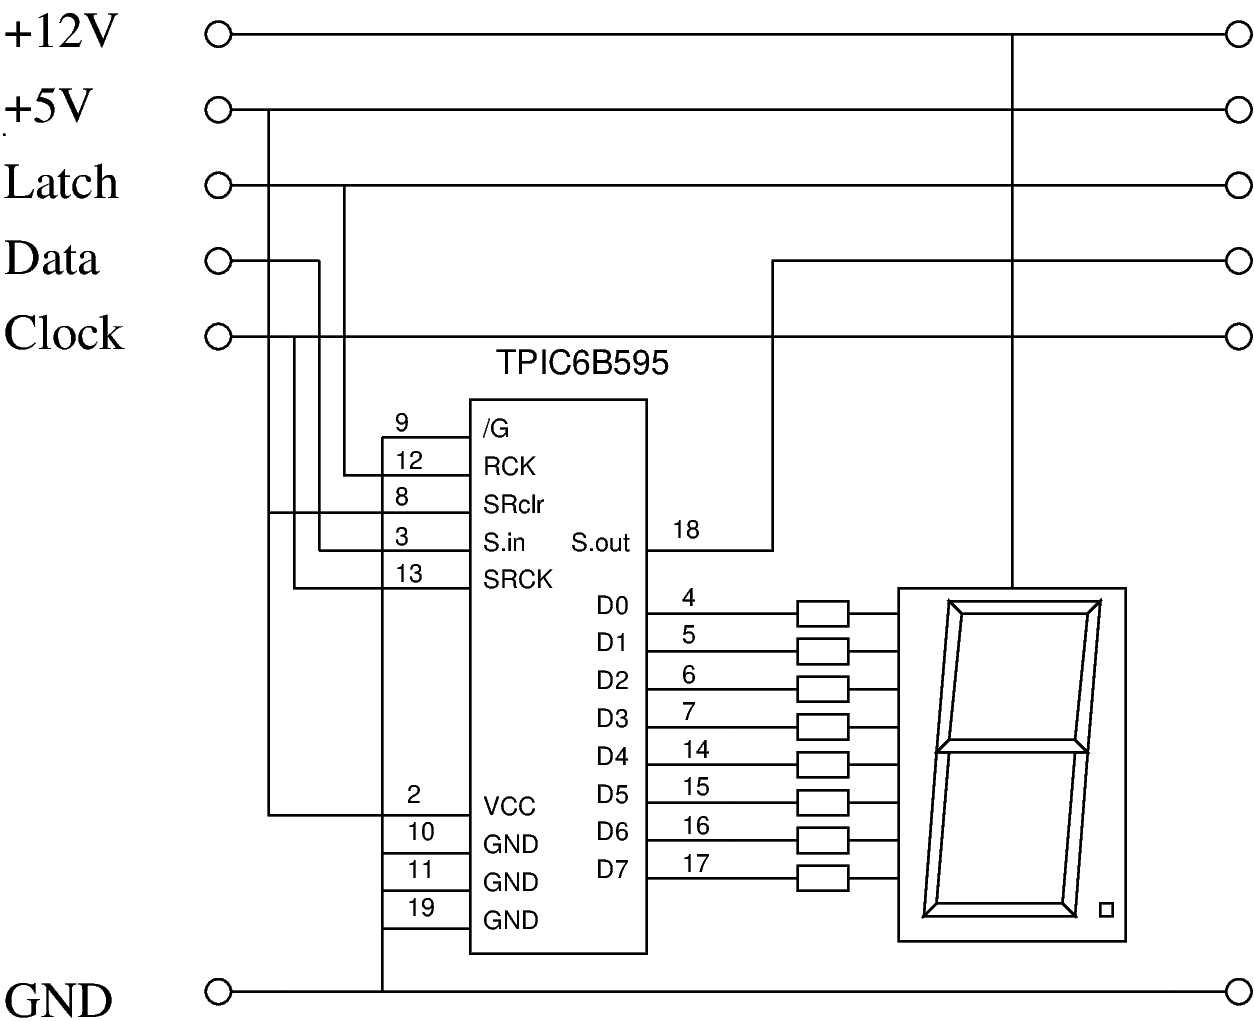 +12V
+5V
Latch
Data
Clock
TPIC6B595
9 /G
12 RCK
8 SRclr
3 S.in S.out 18
13 SRCK
D0 4
D1 5
D2 6
D3 7
D4 14
D5 15
2 VCC
D6 16
10 GND
D7 17
11 GND
19 GND
GND